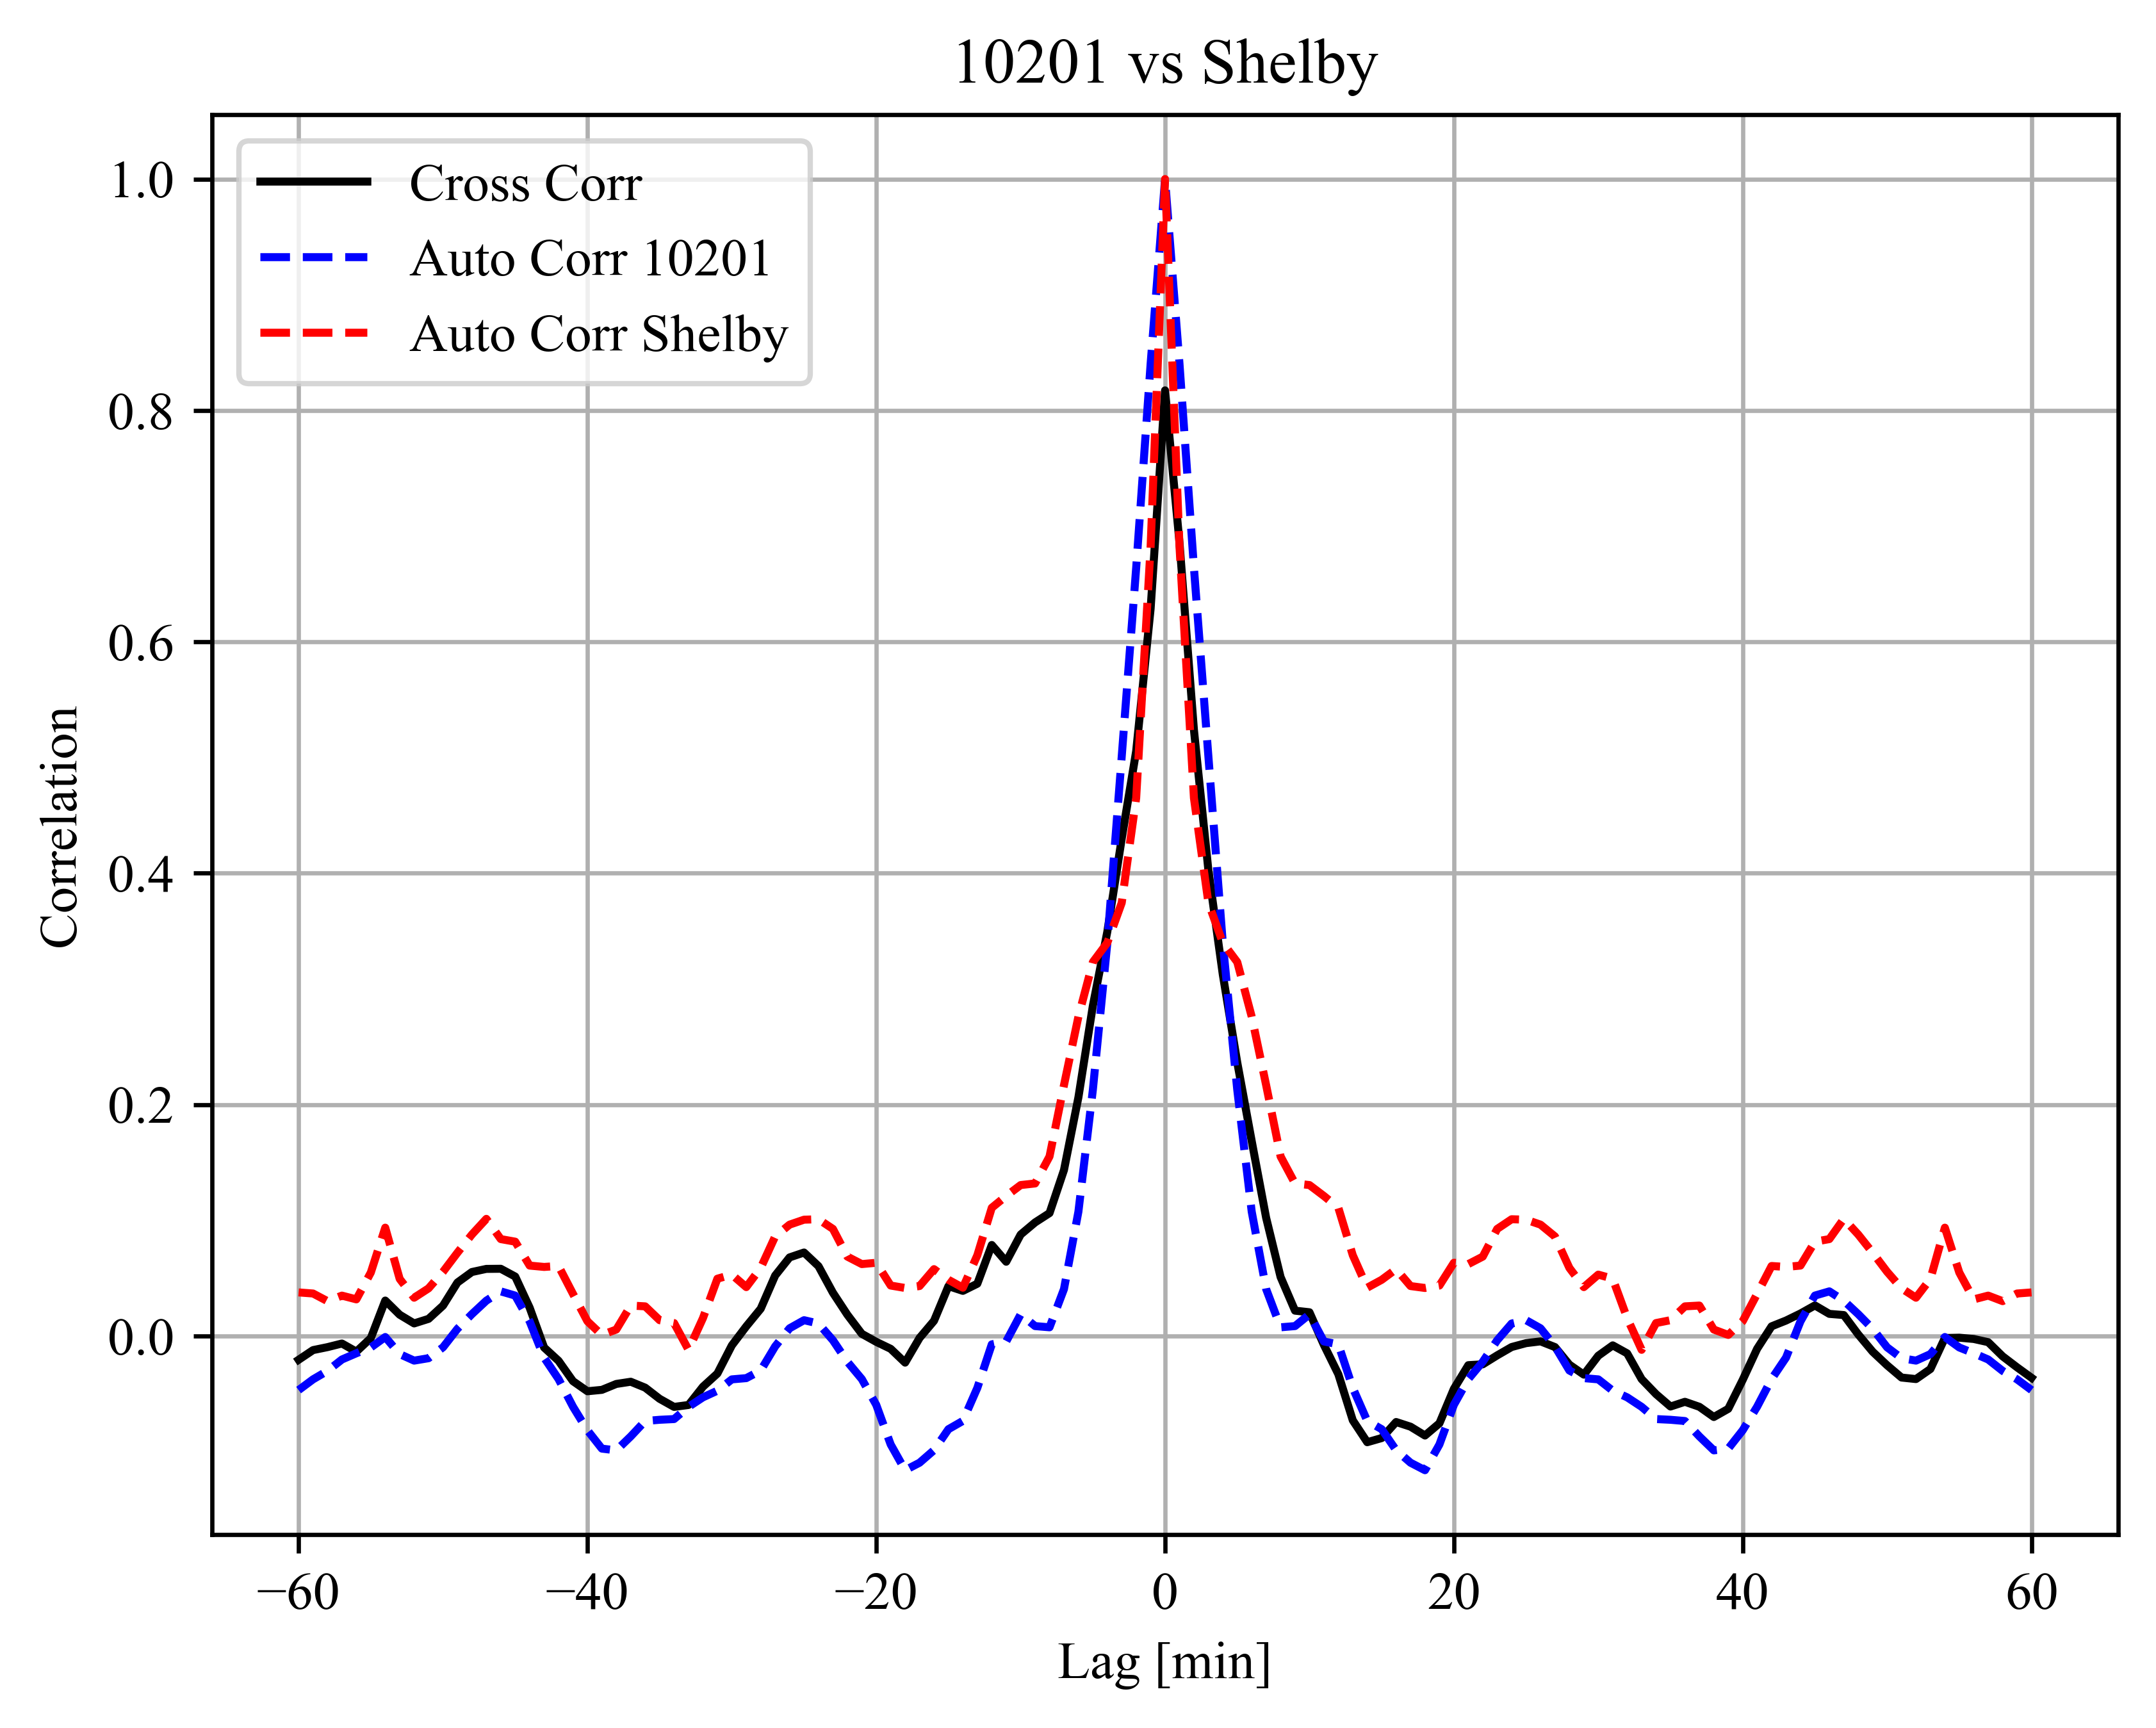 10201 vs Shelby
Cross Corr
Auto Corr 10201
Auto Corr Shelby
1.0
0.8
0.6
0.4
0.2
0.0
Correlation
−60 −40 −20 0 20 40 60
Lag [min]